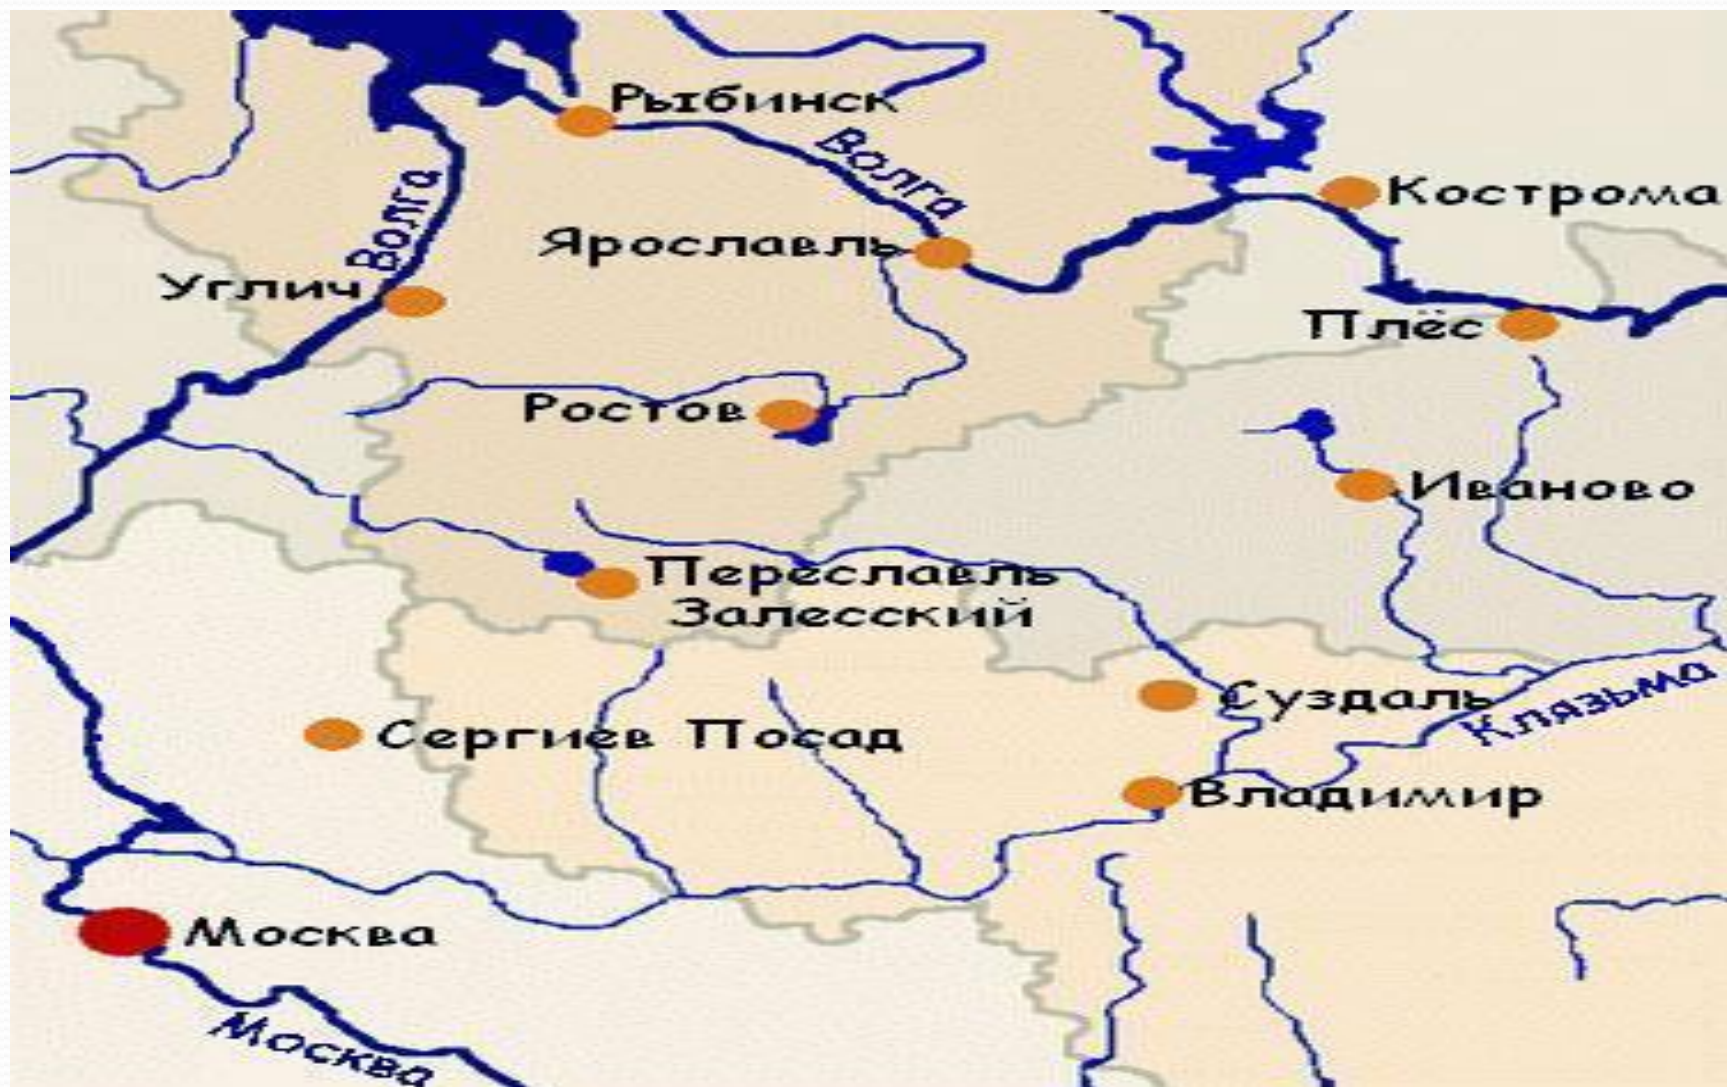 Рыбинск
Волга
Волга
Кострома
Ярославль
Углич
Плёс
Ростов
Иваново
Переславль
Залесский
Суздаль
Клязьма
Сергиев Посад
Владимир
Москва
Москва